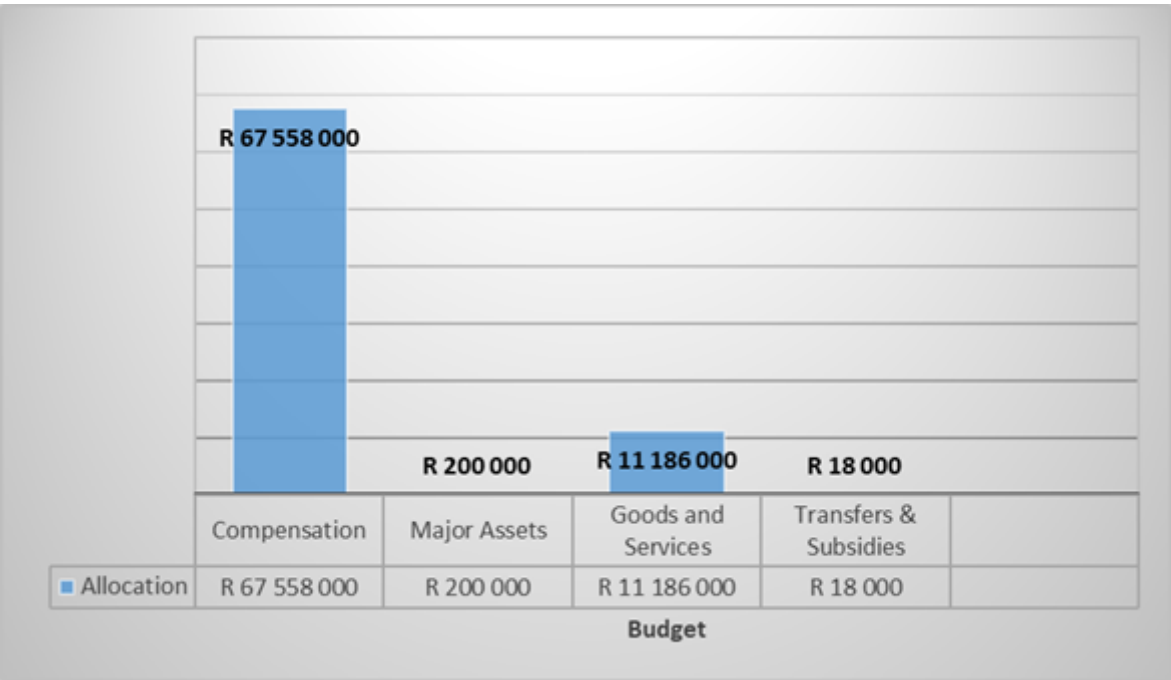 R 67 558 000
R 200 000
R 11 186 000
R 18 000
Compensation
Major Assets
Goods and
Services
Transfers &
Subsidies
Allocation R 67 558 000 R 200 000 R 11 186 000 R 18 000
Budget